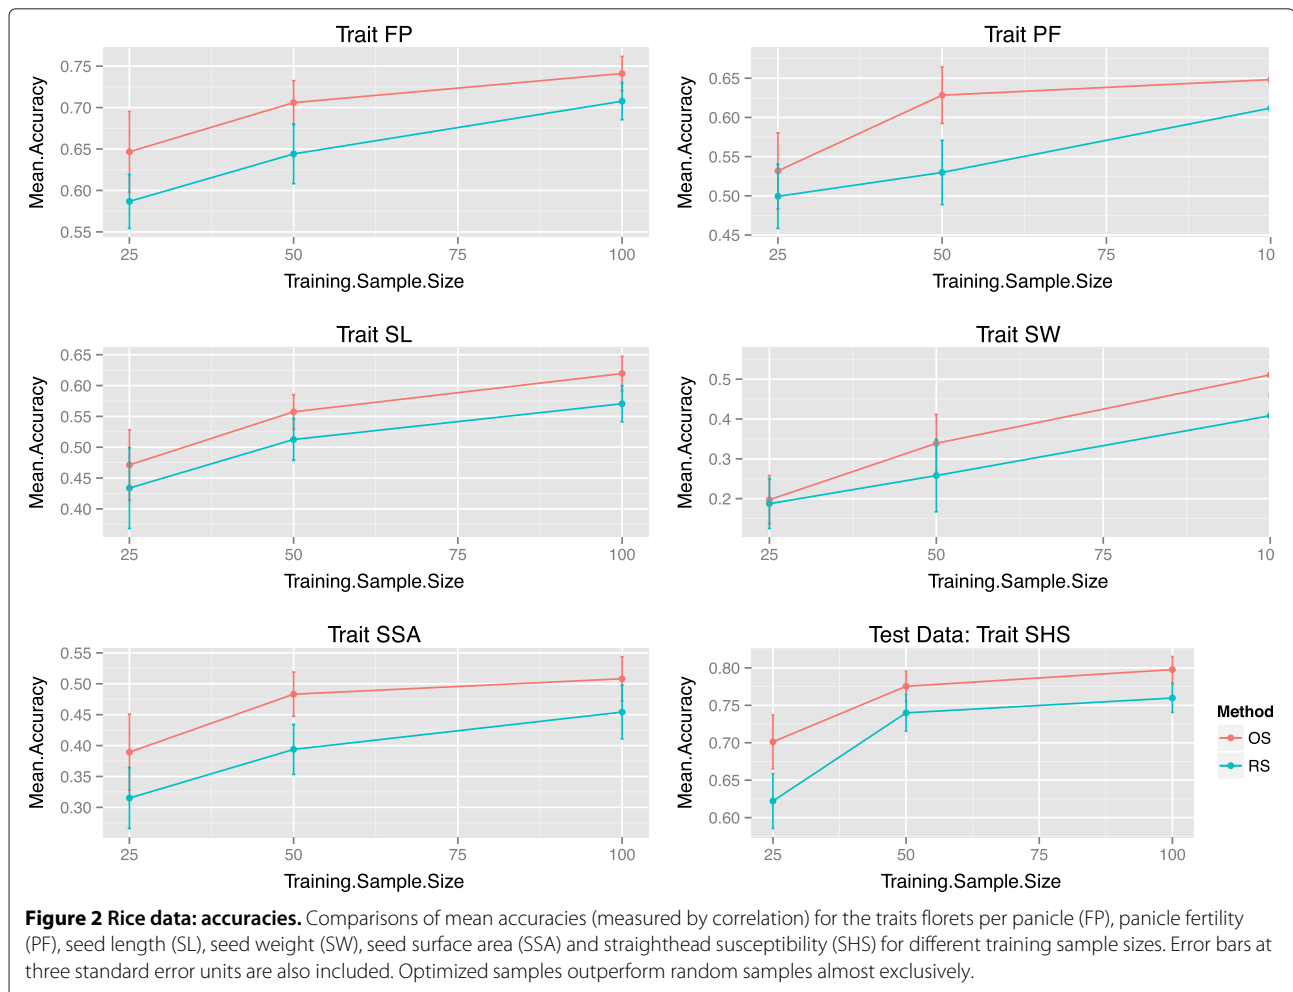 Trait FP
Mean.Accuracy
0.75
0.70
0.65
0.60
0.55
25 50 75 100
Training.Sample.Size
Trait PF
Mean.Accuracy
0.65
0.60
0.55
0.50
0.45
25 50 75 10
Training.Sample.Size
Trait SL
Mean.Accuracy
0.65
0.60
0.55
0.50
0.45
0.40
25 50 75 100
Training.Sample.Size
Trait SW
Mean.Accuracy
0.5
0.4
0.3
0.2
25 50 75 10
Training.Sample.Size
Trait SSA
Mean.Accuracy
0.55
0.50
0.45
0.40
0.35
0.30
25 50 75 100
Training.Sample.Size
Test Data: Trait SHS
Mean.Accuracy
0.80
0.75
0.70
0.65
0.60
25 50 75 100
Training.Sample.Size
Method
OS
RS
Figure 2 Rice data: accuracies. Comparisons of mean accuracies (measured by correlation) for the traits florets per panicle (FP), panicle fertility
(PF), seed length (SL), seed weight (SW), seed surface area (SSA) and straighthead susceptibility (SHS) for different training sample sizes. Error bars at
three standard error units are also included. Optimized samples outperform random samples almost exclusively.